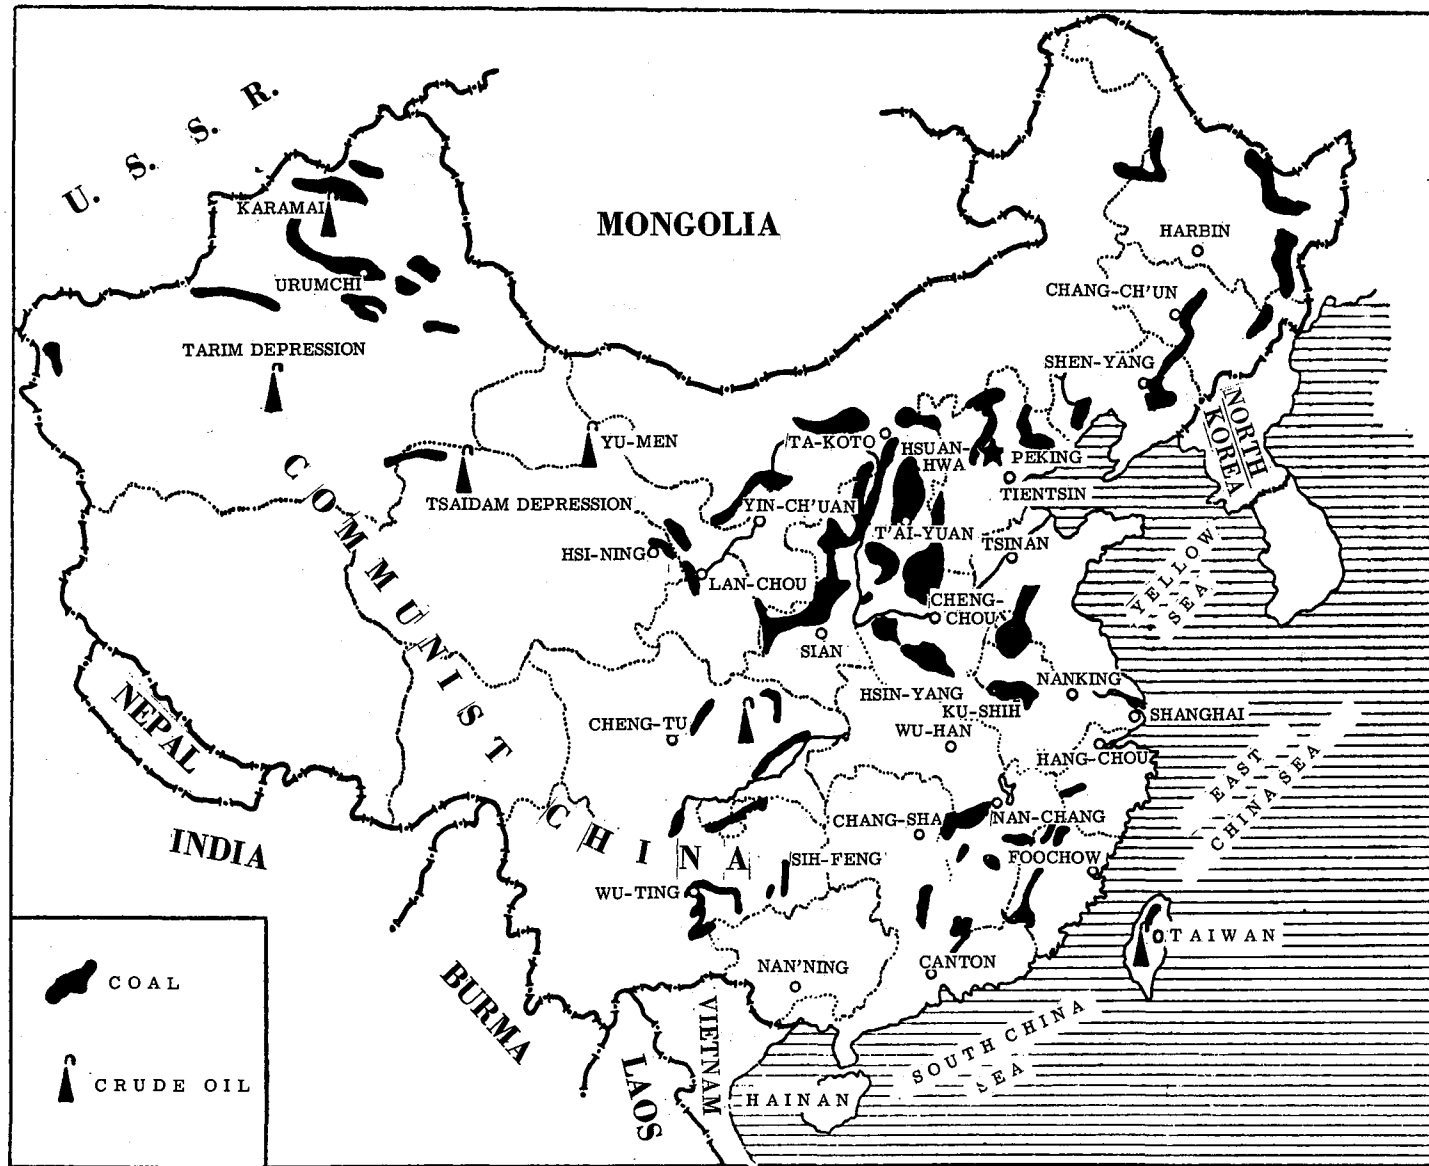 U. S. S. R.
KARAMAI
MONGOLIA
HARBIN
URUMCHI
CHANG-CH'UN
TARIM DEPRESSION
SHEN-YANG
NORTH
KOREA
YU-MEN
TA-KOTO
HSUAN-
HWA
PEKING
TIENTSIN
TSAIDAM DEPRESSION
YIN-CH'UAN
T'AI-YUAN
TSINAN
HSI-NING
LAN-CHOU
YELLOW
SEA
CHENG-
CHOU
SIAN
COMMUNIST CHINA
NEPAL
HSIN-YANG
NANKING
KU-SHIH
SHANGHAI
CHENG-TU
WU-HAN
HANG-CHOU
EAST
CHINA SEA
INDIA
CHANG-SHA
NAN-CHANG
SIH-FENG
FOOCHOW
WU-TING
TAIWAN
NAN'NING
CANTON
BURMA
VIETNAM
LAOS
SOUTH CHINA
SEA
HAINAN
COAL
CRUDE OIL